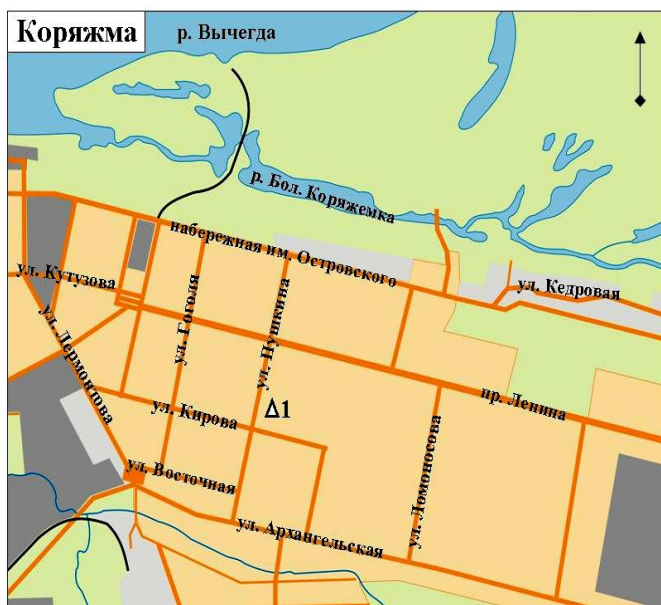 Коряжма
р. Вычегда
р. Бол. Коряжемка
набережная им. Островского
ул. Кедровая
ул. Кутузова
ул. Гоголя
ул. Пушкина
ул. Лермонтова
пр. Ленина
Δ1
ул. Кирова
ул. Ломоносова
ул. Восточная
ул. Архангельская